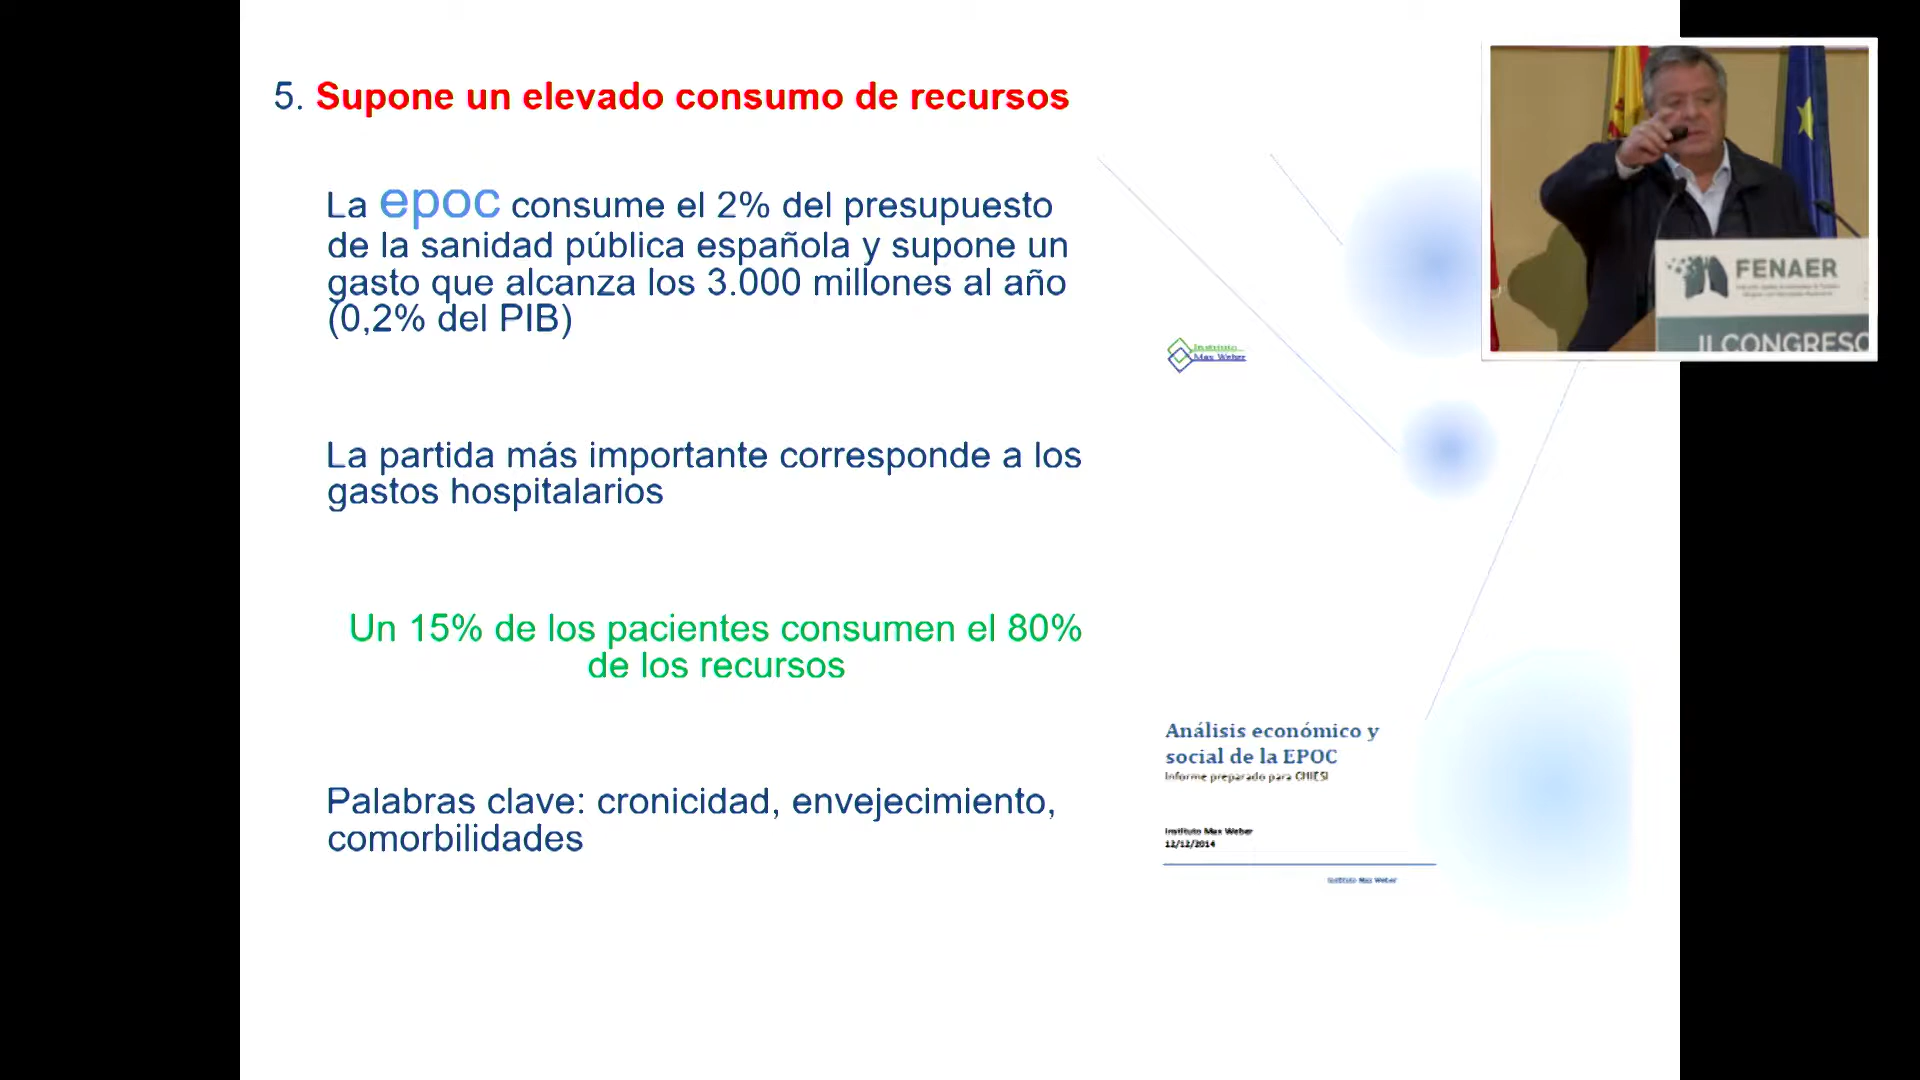 5. Supone un elevado consumo de recursos
La epoc consume el 2% del presupuesto
de la sanidad pública española y supone un
gasto que alcanza los 3.000 millones al año
(0,2% del PIB)
La partida más importante corresponde a los
gastos hospitalarios
Un 15% de los pacientes consumen el 80%
de los recursos
Palabras clave: cronicidad, envejecimiento,
comorbilidades
Instituto
Max Weber
Análisis económico y
social de la EPOC
Informe preparado para CHIESI
Instituto Max Weber
12/12/2014
Instituto Max Weber
FENAER
II CONGRESO